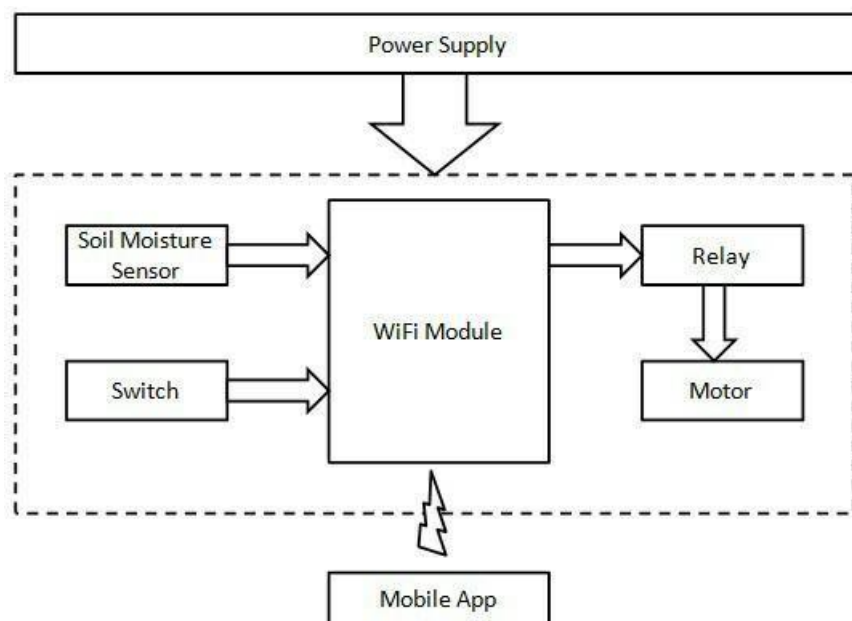 Power Supply
Soil Moisture
Sensor
Relay
WiFi Module
Switch
Motor
Mobile App